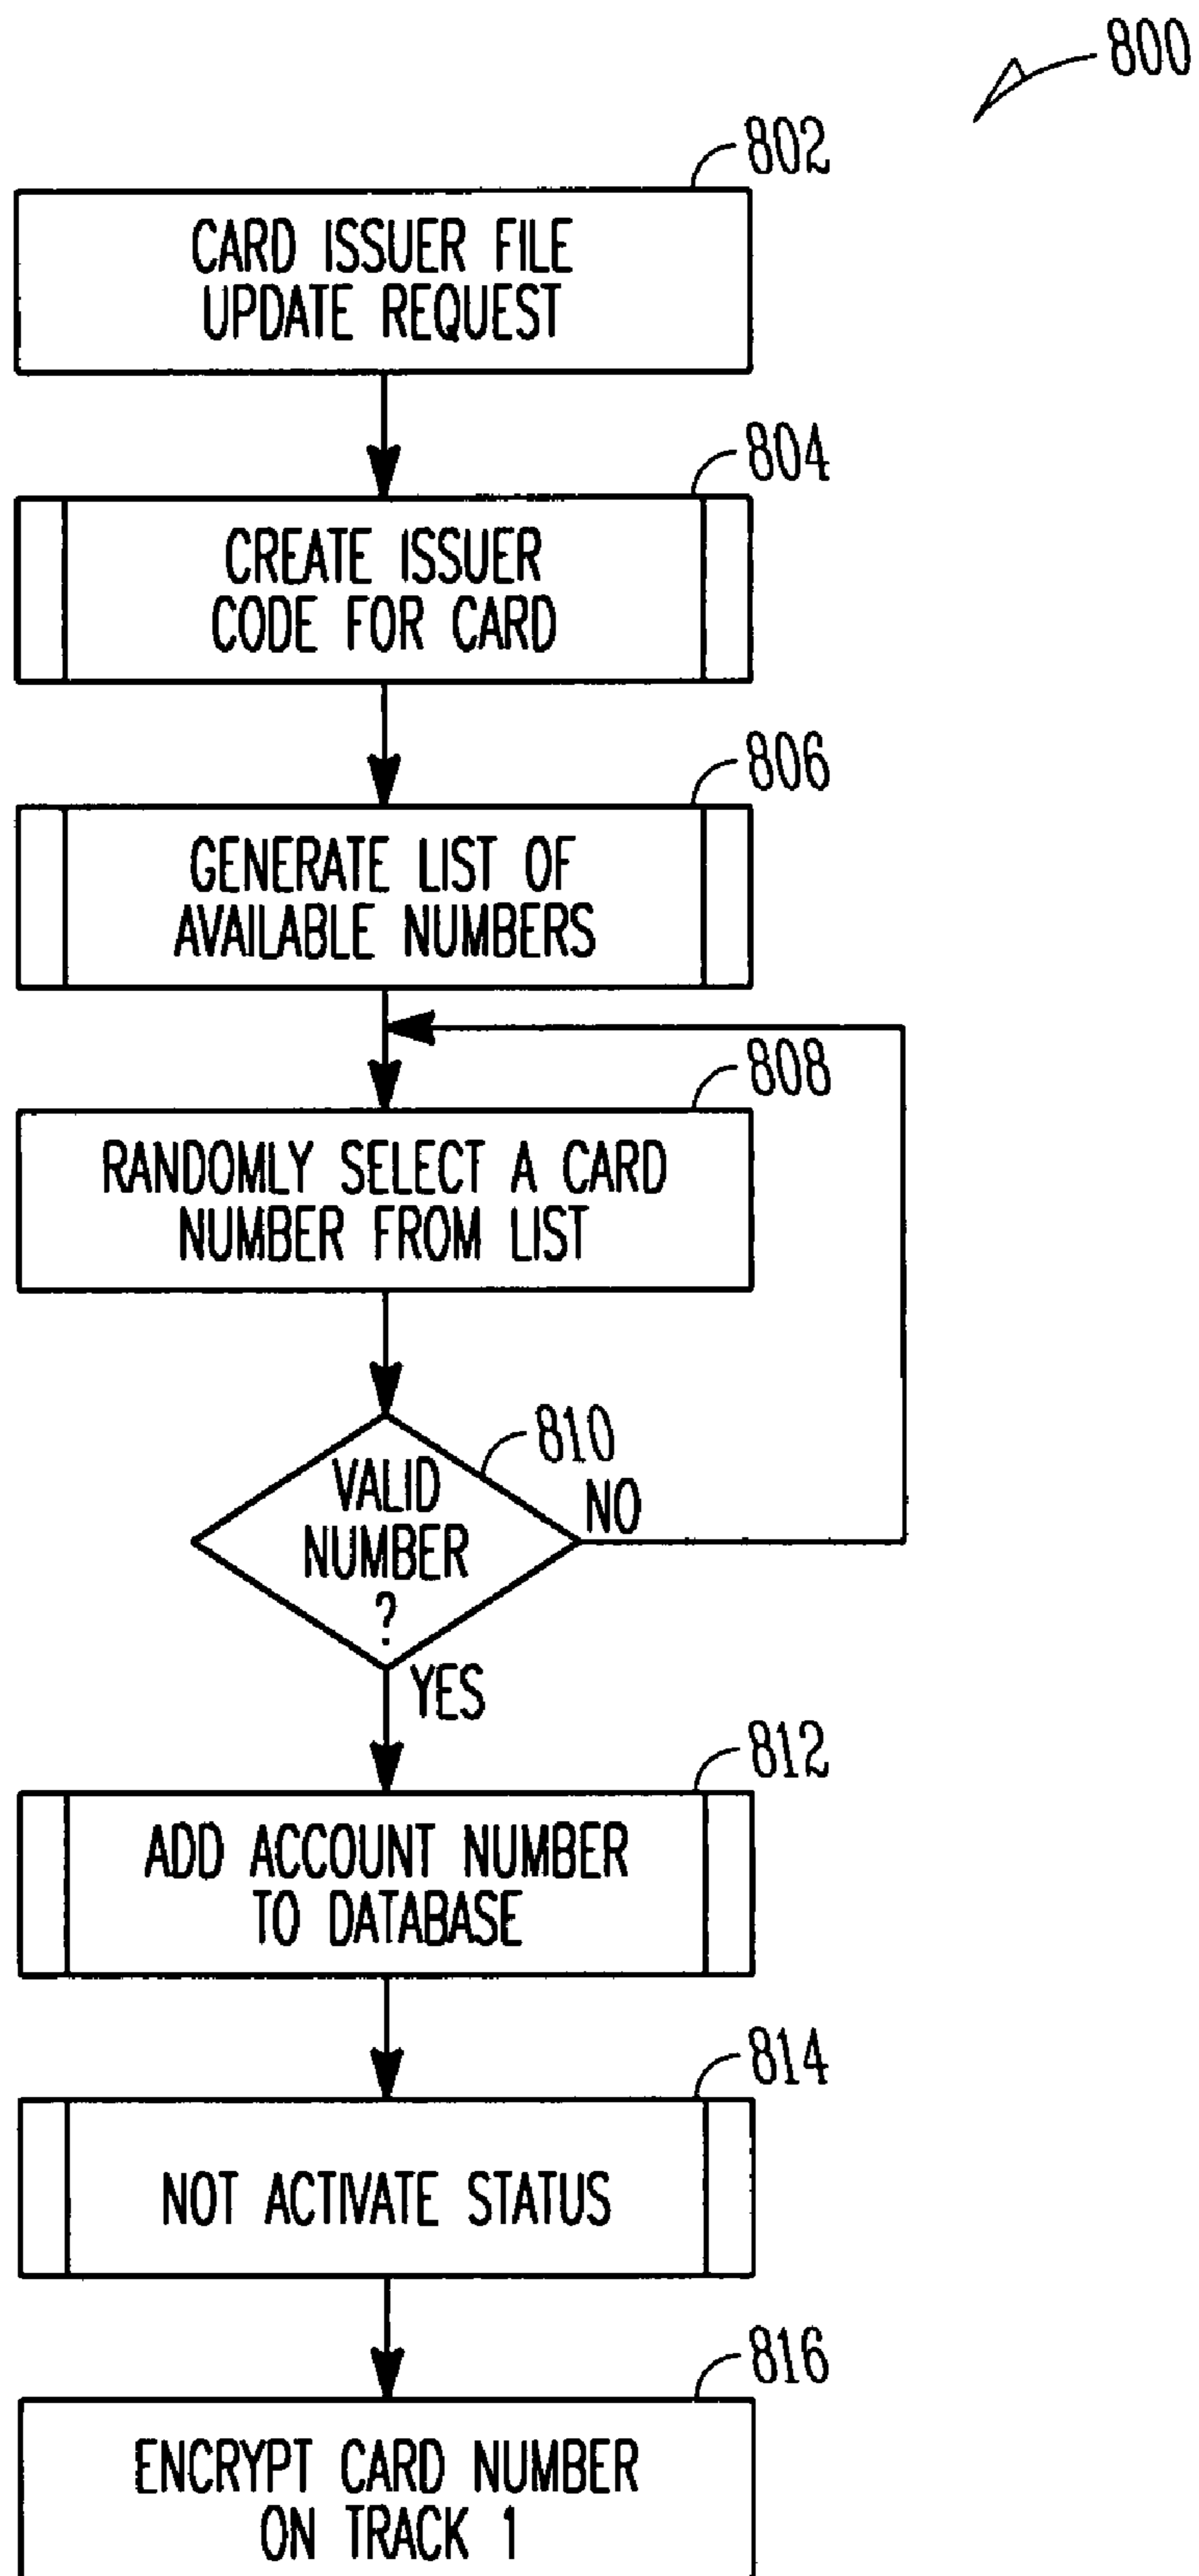 800
802
CARD ISSUER FILE
UPDATE REQUEST
804
CREATE ISSUER
CODE FOR CARD
806
GENERATE LIST OF
AVAILABLE NUMBERS
808
RANDOMLY SELECT A CARD
NUMBER FROM LIST
810
VALID
NUMBER
?
NO
YES
812
ADD ACCOUNT NUMBER
TO DATABASE
814
NOT ACTIVATE STATUS
816
ENCRYPT CARD NUMBER
ON TRACK 1